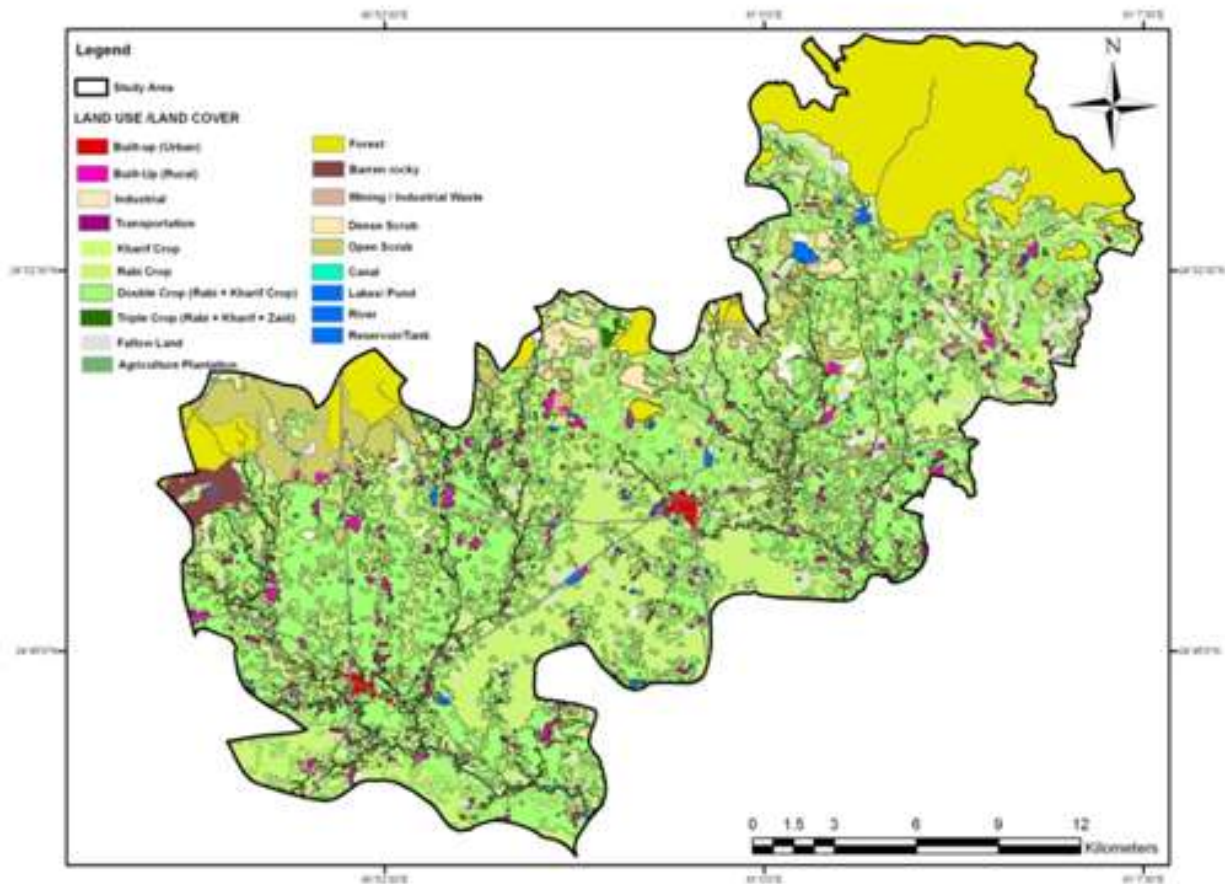 Legend
N
Study Area
LAND USE /LAND COVER
Built-up (Urban)
Built-Up (Rural)
Industrial
Transportation
Kharif Crop
Rabi Crop
Double Crop (Rabi + Kharif Crop)
Triple Crop (Rabi + Kharif + Zaid)
Fallow Land
Agriculture Plantation
Forest
Barren rocky
Mining / Industrial Waste
Dense Scrub
Open Scrub
Canal
Lakes/ Pond
River
Reservoir/Tank
0 1.5 3 6 9 12
Kilometers